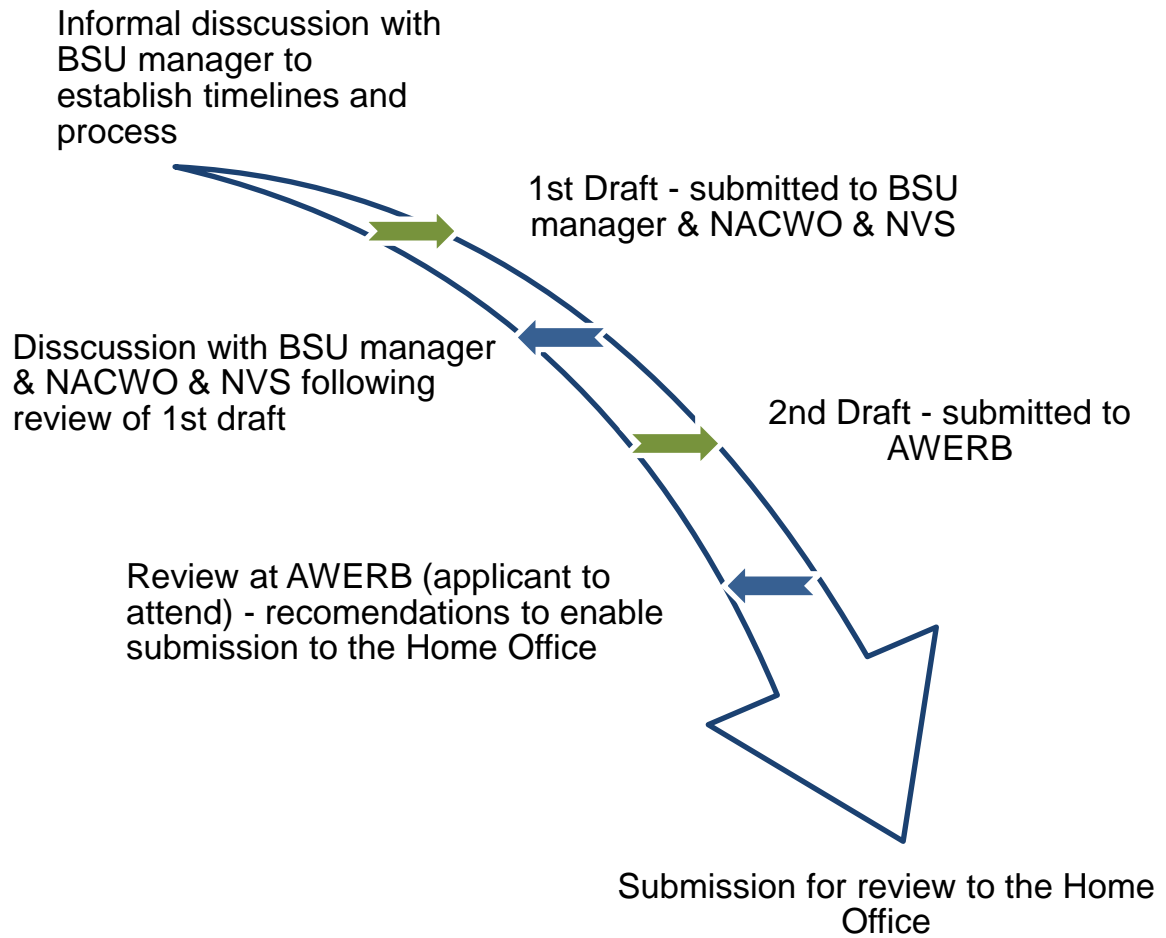 Informal disscussion with
BSU manager to
establish timelines and
process
1st Draft - submitted to BSU
manager & NACWO & NVS
Disscussion with BSU manager
& NACWO & NVS following
review of 1st draft
2nd Draft - submitted to
AWERB
Review at AWERB (applicant to
attend) - recomendations to enable
submission to the Home Office
Submission for review to the Home
Office